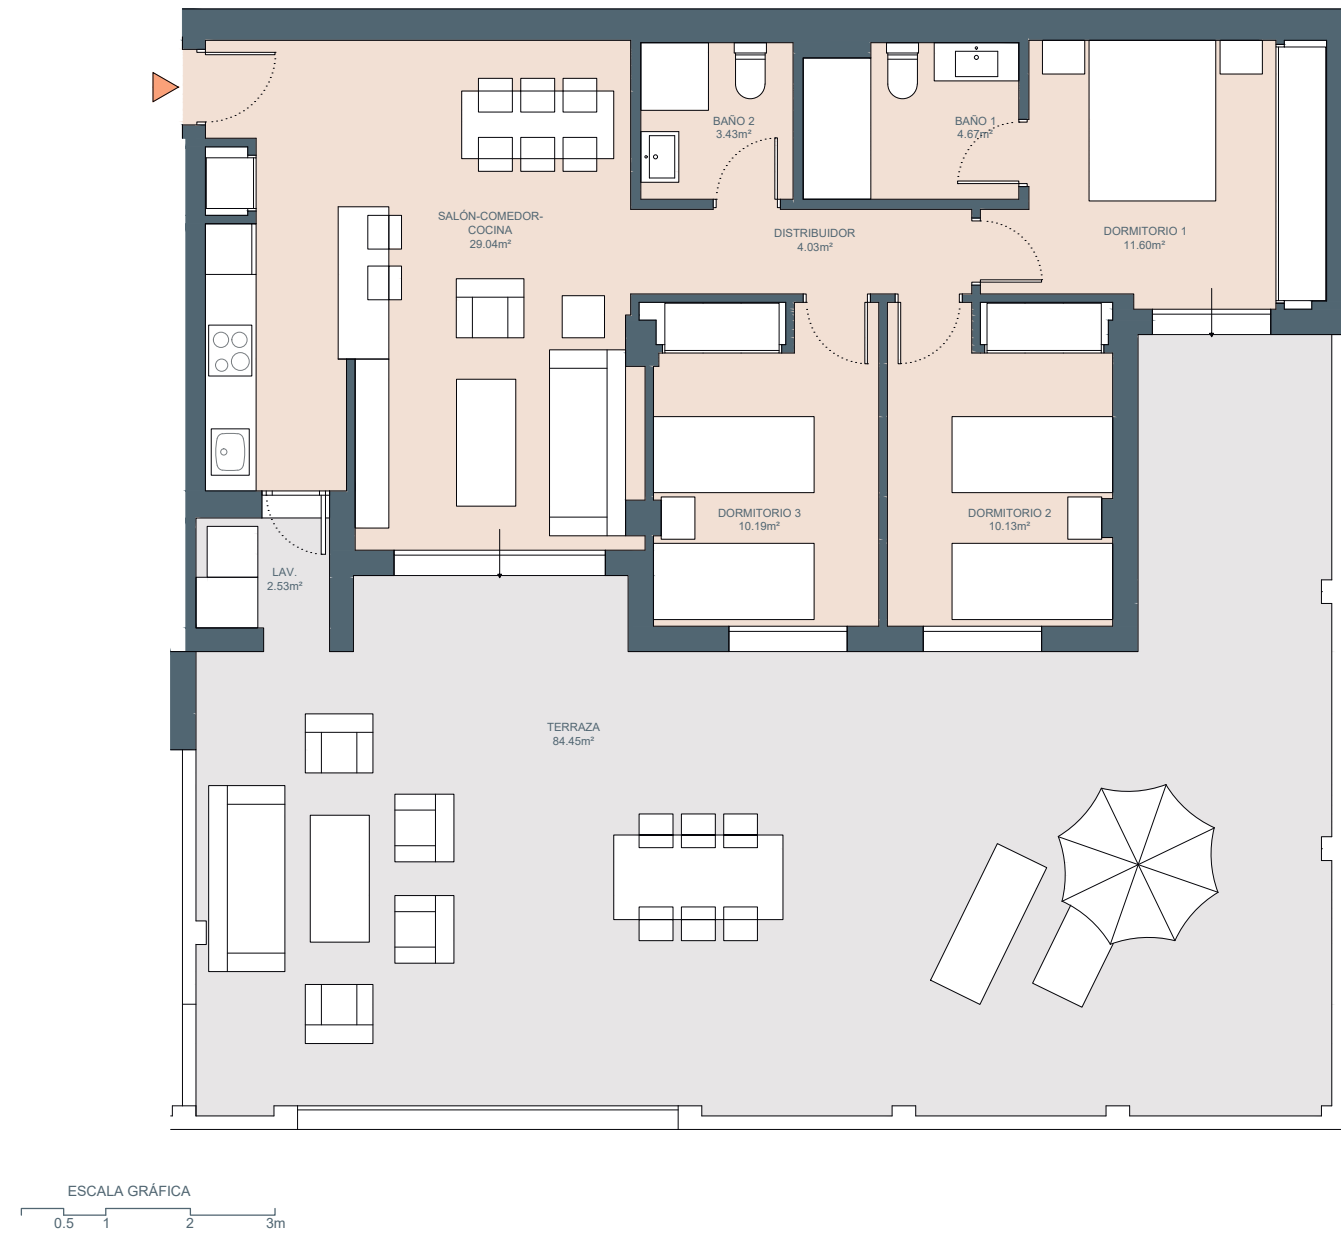 BAÑO 2
3.43m²
BAÑO 1
4.67m²
SALÓN-COMEDOR-
COCINA
29.04m²
DISTRIBUIDOR
4.03m²
DORMITORIO 1
11.60m²
DORMITORIO 3
10.19m²
DORMITORIO 2
10.13m²
LAV.
2.53m²
TERRAZA
84.45m²
ESCALA GRÁFICA
0.5 1 2 3m